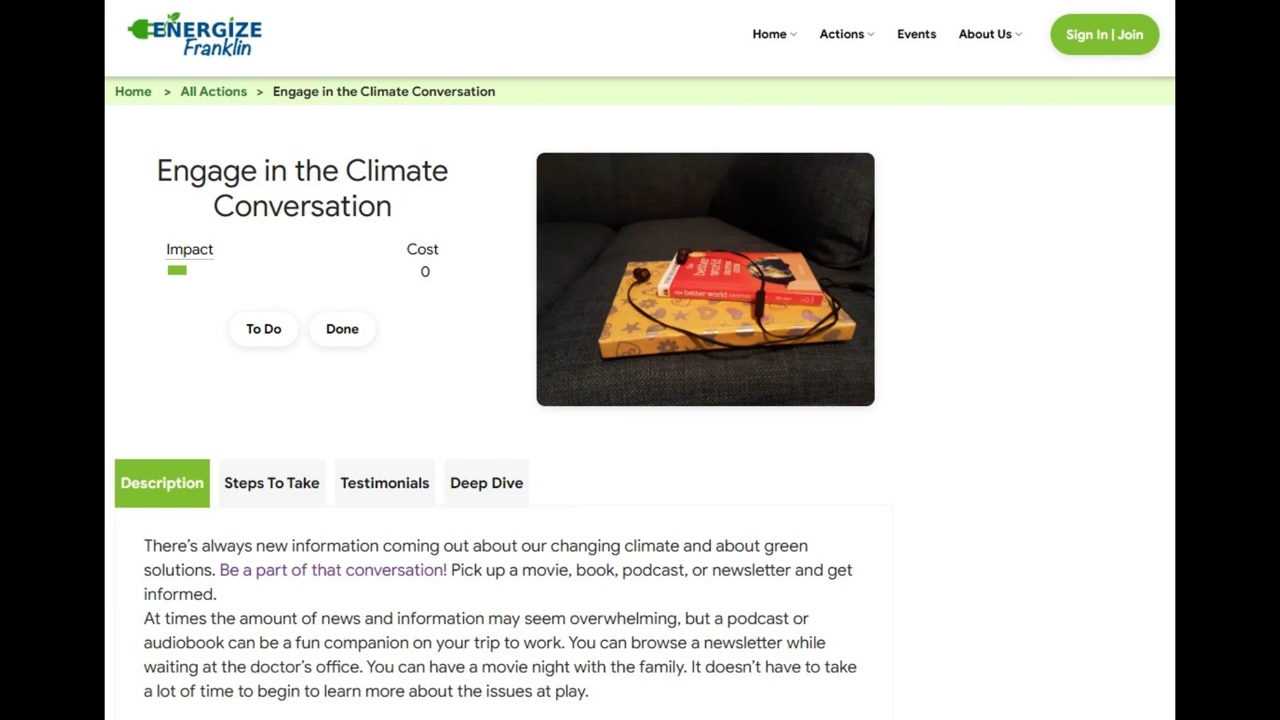 ENERGIZE
Franklin
Home
Actions
Events
About Us
Sign In | Join
Home > All Actions > Engage in the Climate Conversation
Engage in the Climate
Conversation
Impact
Cost
0
To Do
Done
the better world
Description
Steps To Take
Testimonials
Deep Dive
There’s always new information coming out about our changing climate and about green
solutions. Be a part of that conversation! Pick up a movie, book, podcast, or newsletter and get
informed.
At times the amount of news and information may seem overwhelming, but a podcast or
audiobook can be a fun companion on your trip to work. You can browse a newsletter while
waiting at the doctor’s office. You can have a movie night with the family. It doesn’t have to take
a lot of time to begin to learn more about the issues at play.